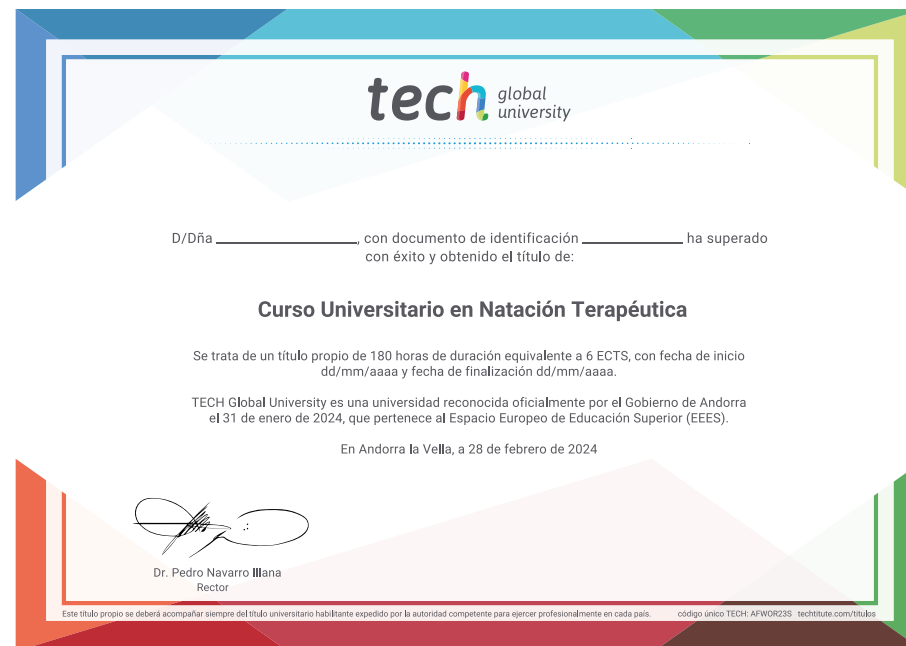 tech global
university
D/Dña ____________________, con documento de identificación ______________ ha superado
con éxito y obtenido el título de:
Curso Universitario en Natación Terapéutica
Se trata de un título propio de 180 horas de duración equivalente a 6 ECTS, con fecha de inicio
dd/mm/aaaa y fecha de finalización dd/mm/aaaa.
TECH Global University es una universidad reconocida oficialmente por el Gobierno de Andorra
el 31 de enero de 2024, que pertenece al Espacio Europeo de Educación Superior (EEES).
En Andorra la Vella, a 28 de febrero de 2024
Dr. Pedro Navarro Illana
Rector
Este título propio se deberá acompañar siempre del título universitario habilitante expedido por la autoridad competente para ejercer profesionalmente en cada país. código único TECH: AFWOR23S techtitute.com/titulos